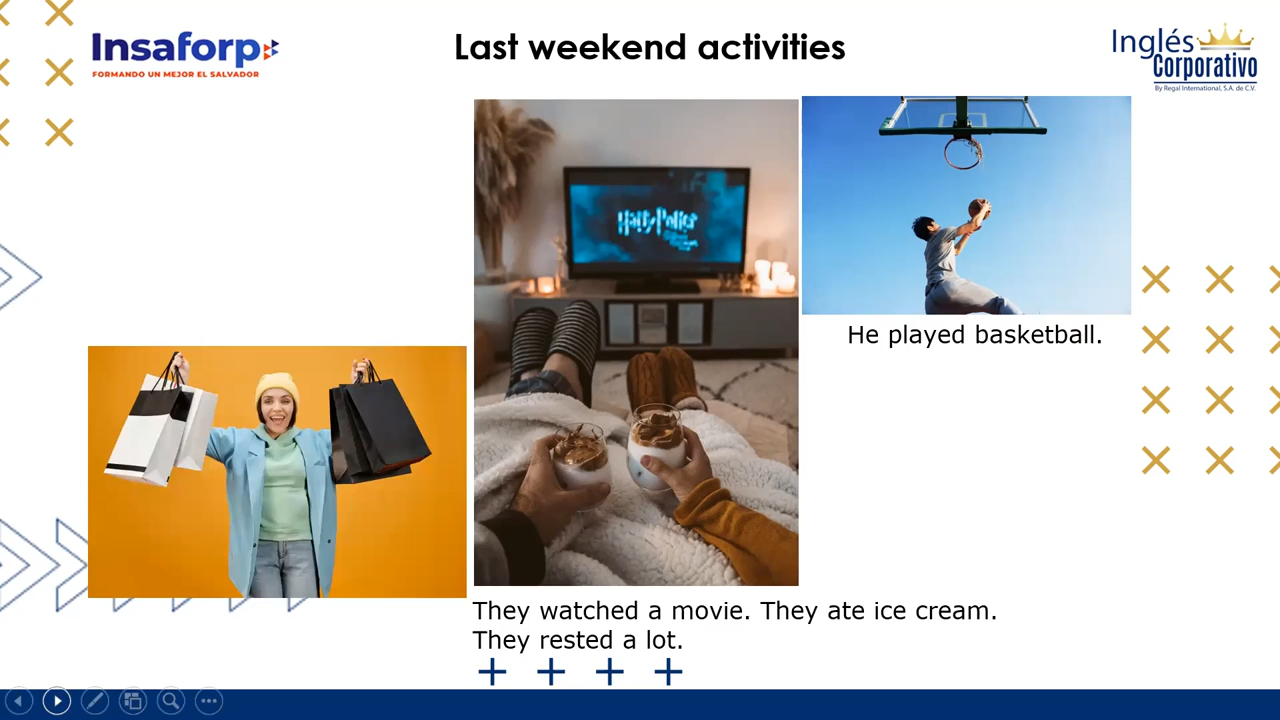 Insaforp
FORMANDO UN MEJOR EL SALVADOR
Last weekend activities
Inglés
Corporativo
By Regal International, S.A. de C.V.
Harry Potter
He played basketball.
They watched a movie. They ate ice cream.
They rested a lot.